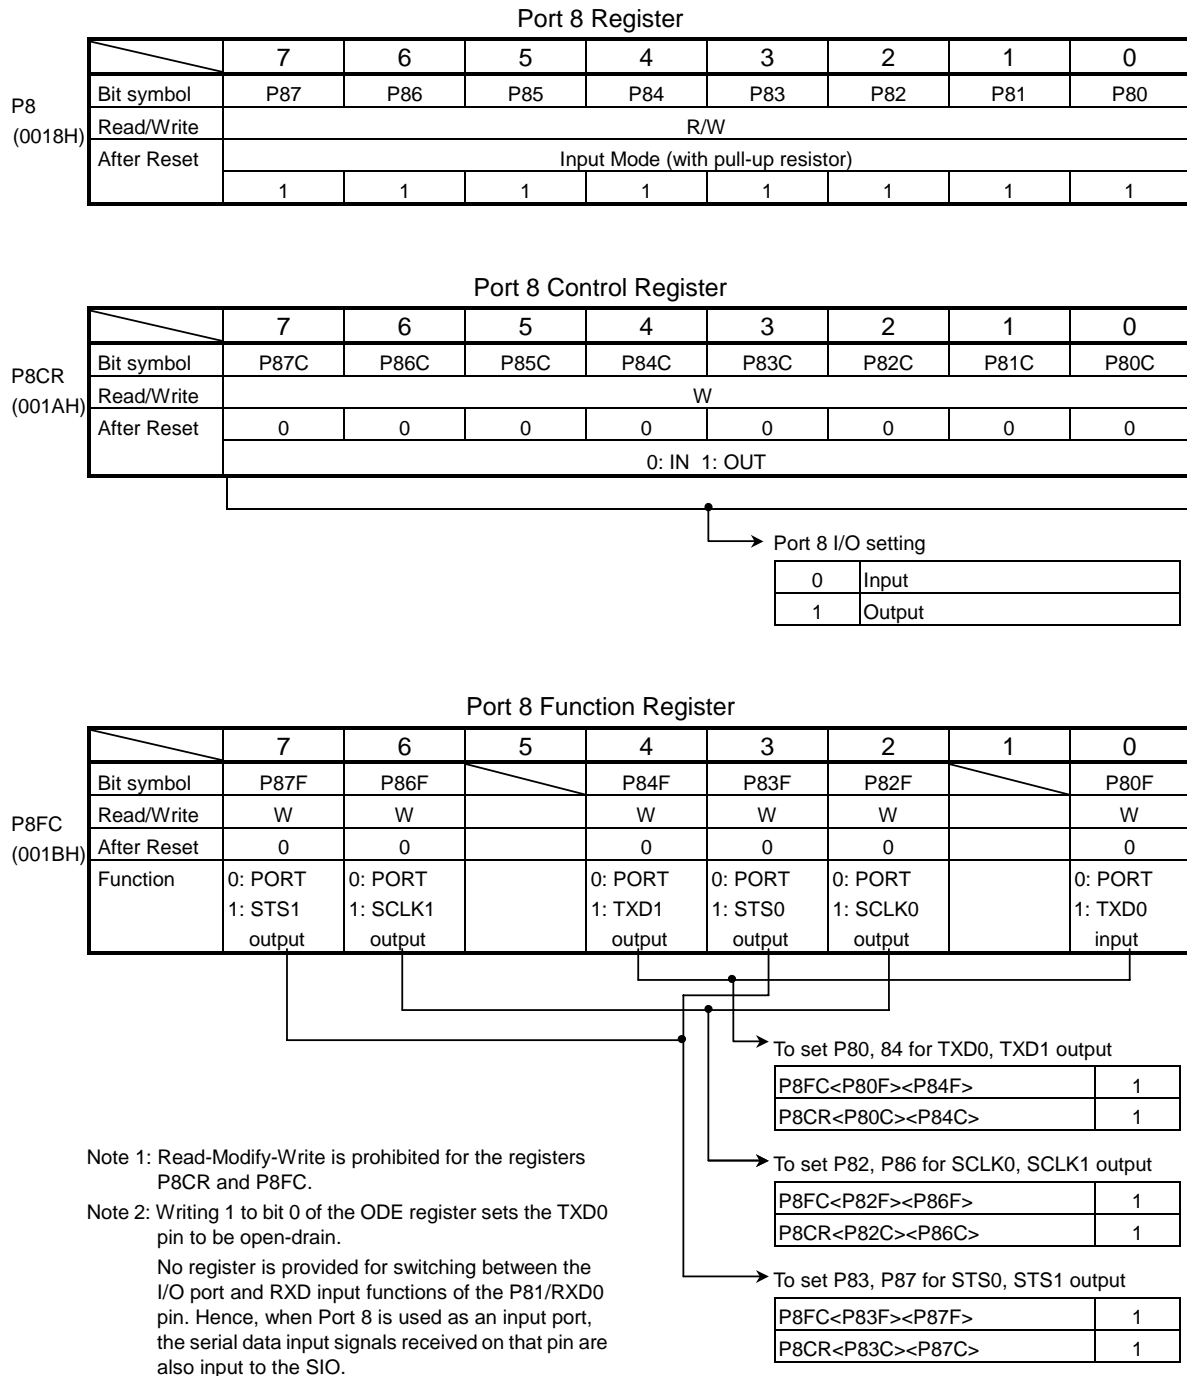 Port 8 Register
7 6 5 4 3 2 1 0
P8
(0018H)
Bit symbol P87 P86 P85 P84 P83 P82 P81 P80
Read/Write R/W
After Reset Input Mode (with pull-up resistor)
1 1 1 1 1 1 1 1
Port 8 Control Register
7 6 5 4 3 2 1 0
P8CR
(001AH)
Bit symbol P87C P86C P85C P84C P83C P82C P81C P80C
Read/Write W
After Reset 0 0 0 0 0 0 0 0
0: IN 1: OUT
Port 8 I/O setting
0 Input
1 Output
Port 8 Function Register
7 6 5 4 3 2 1 0
P8FC
(001BH)
Bit symbol P87F P86F P84F P83F P82F P80F
Read/Write W W W W W W
After Reset 0 0 0 0 0 0
Function 0: PORT 0: PORT 0: PORT 0: PORT 0: PORT 0: PORT
1: STS1 1: SCLK1 1: TXD1 1: STS0 1: SCLK0 1: TXD0
output output output output output input
To set P80, 84 for TXD0, TXD1 output
P8FC<P80F><P84F> 1
P8CR<P80C><P84C> 1
To set P82, P86 for SCLK0, SCLK1 output
P8FC<P82F><P86F> 1
P8CR<P82C><P86C> 1
To set P83, P87 for STS0, STS1 output
P8FC<P83F><P87F> 1
P8CR<P83C><P87C> 1
Note 1: Read-Modify-Write is prohibited for the registers
P8CR and P8FC.
Note 2: Writing 1 to bit 0 of the ODE register sets the TXD0
pin to be open-drain.
No register is provided for switching between the
I/O port and RXD input functions of the P81/RXD0
pin. Hence, when Port 8 is used as an input port,
the serial data input signals received on that pin are
also input to the SIO.